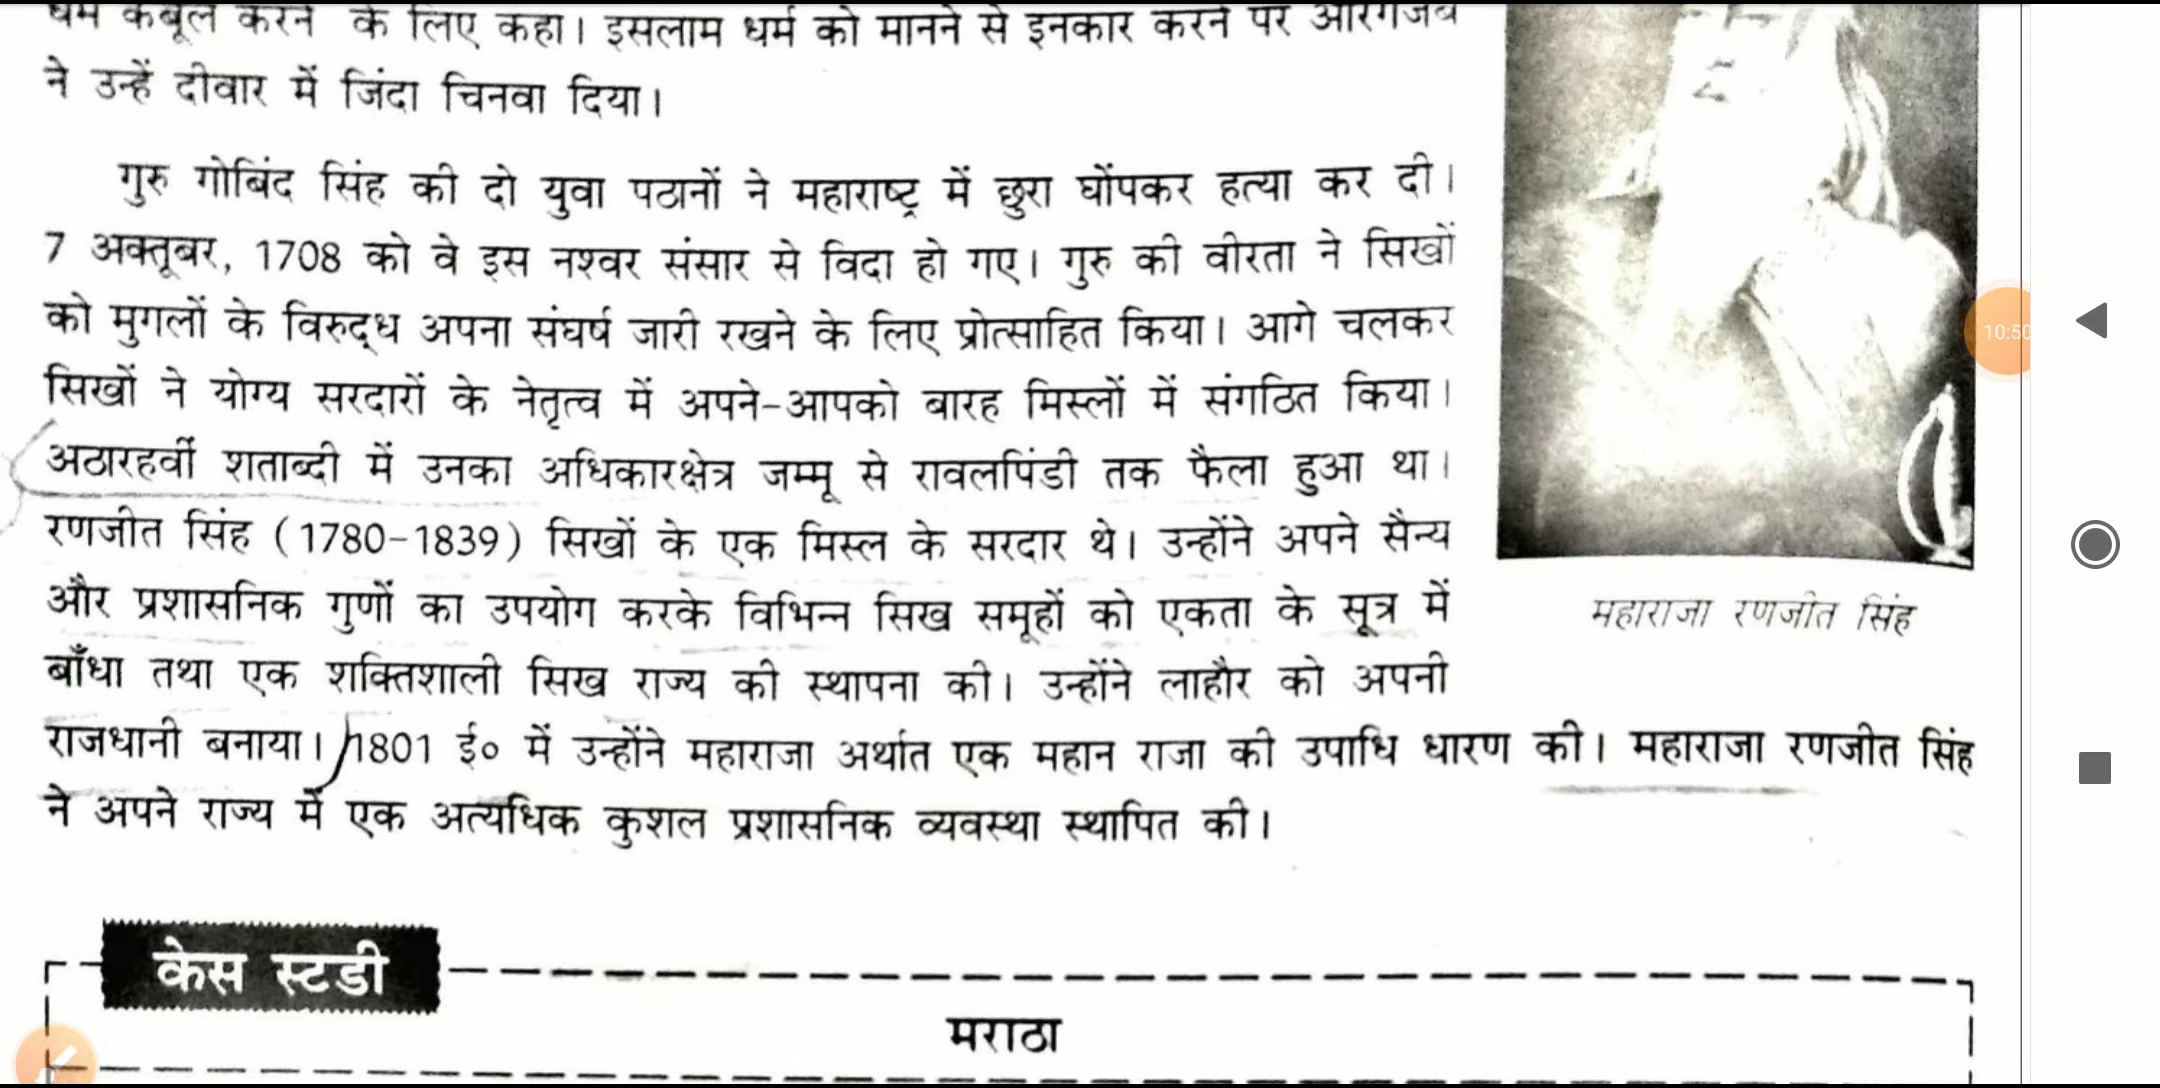 धर्म कबूल करने के लिए कहा। इसलाम धर्म को मानने से इनकार करने पर औरंगजेब
ने उन्हें दीवार में जिंदा चिनवा दिया।
गुरु गोबिंद सिंह की दो युवा पठानों ने महाराष्ट्र में छुरा घोंपकर हत्या कर दी।
7 अक्तूबर, 1708 को वे इस नश्वर संसार से विदा हो गए। गुरु की वीरता ने सिखों
को मुगलों के विरुद्ध अपना संघर्ष जारी रखने के लिए प्रोत्साहित किया। आगे चलकर
सिखों ने योग्य सरदारों के नेतृत्व में अपने-आपको बारह मिस्लों में संगठित किया।
अठारहवीं शताब्दी में उनका अधिकारक्षेत्र जम्मू से रावलपिंडी तक फैला हुआ था।
रणजीत सिंह (1780-1839) सिखों के एक मिस्ल के सरदार थे। उन्होंने अपने सैन्य
और प्रशासनिक गुणों का उपयोग करके विभिन्न सिख समूहों को एकता के सूत्र में
बाँधा तथा एक शक्तिशाली सिख राज्य की स्थापना की। उन्होंने लाहौर को अपनी
राजधानी बनाया। 1801 ई० में उन्होंने महाराजा अर्थात एक महान राजा की उपाधि धारण की। महाराजा रणजीत सिंह
ने अपने राज्य में एक अत्यधिक कुशल प्रशासनिक व्यवस्था स्थापित की।
महाराजा रणजीत सिंह
10:50
केस स्टडी
मराठा